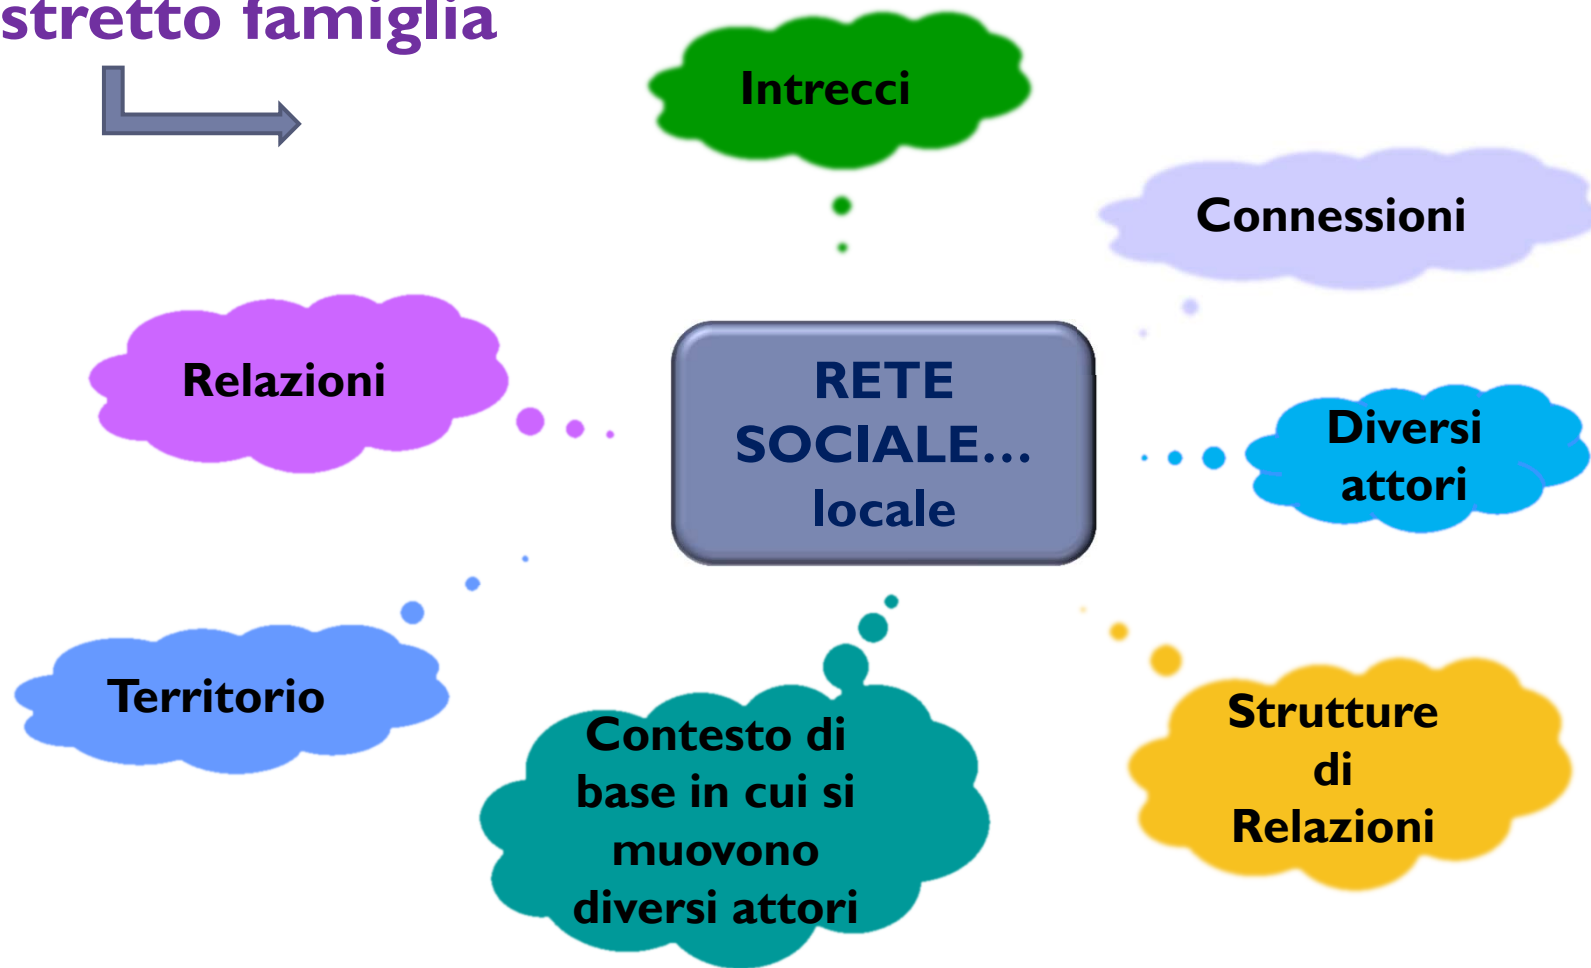 stretto famiglia
Intrecci
Connessioni
Relazioni
RETE
SOCIALE…
locale
Diversi
attori
Territorio
Contesto di
base in cui si
muovono
diversi attori
Strutture
di
Relazioni